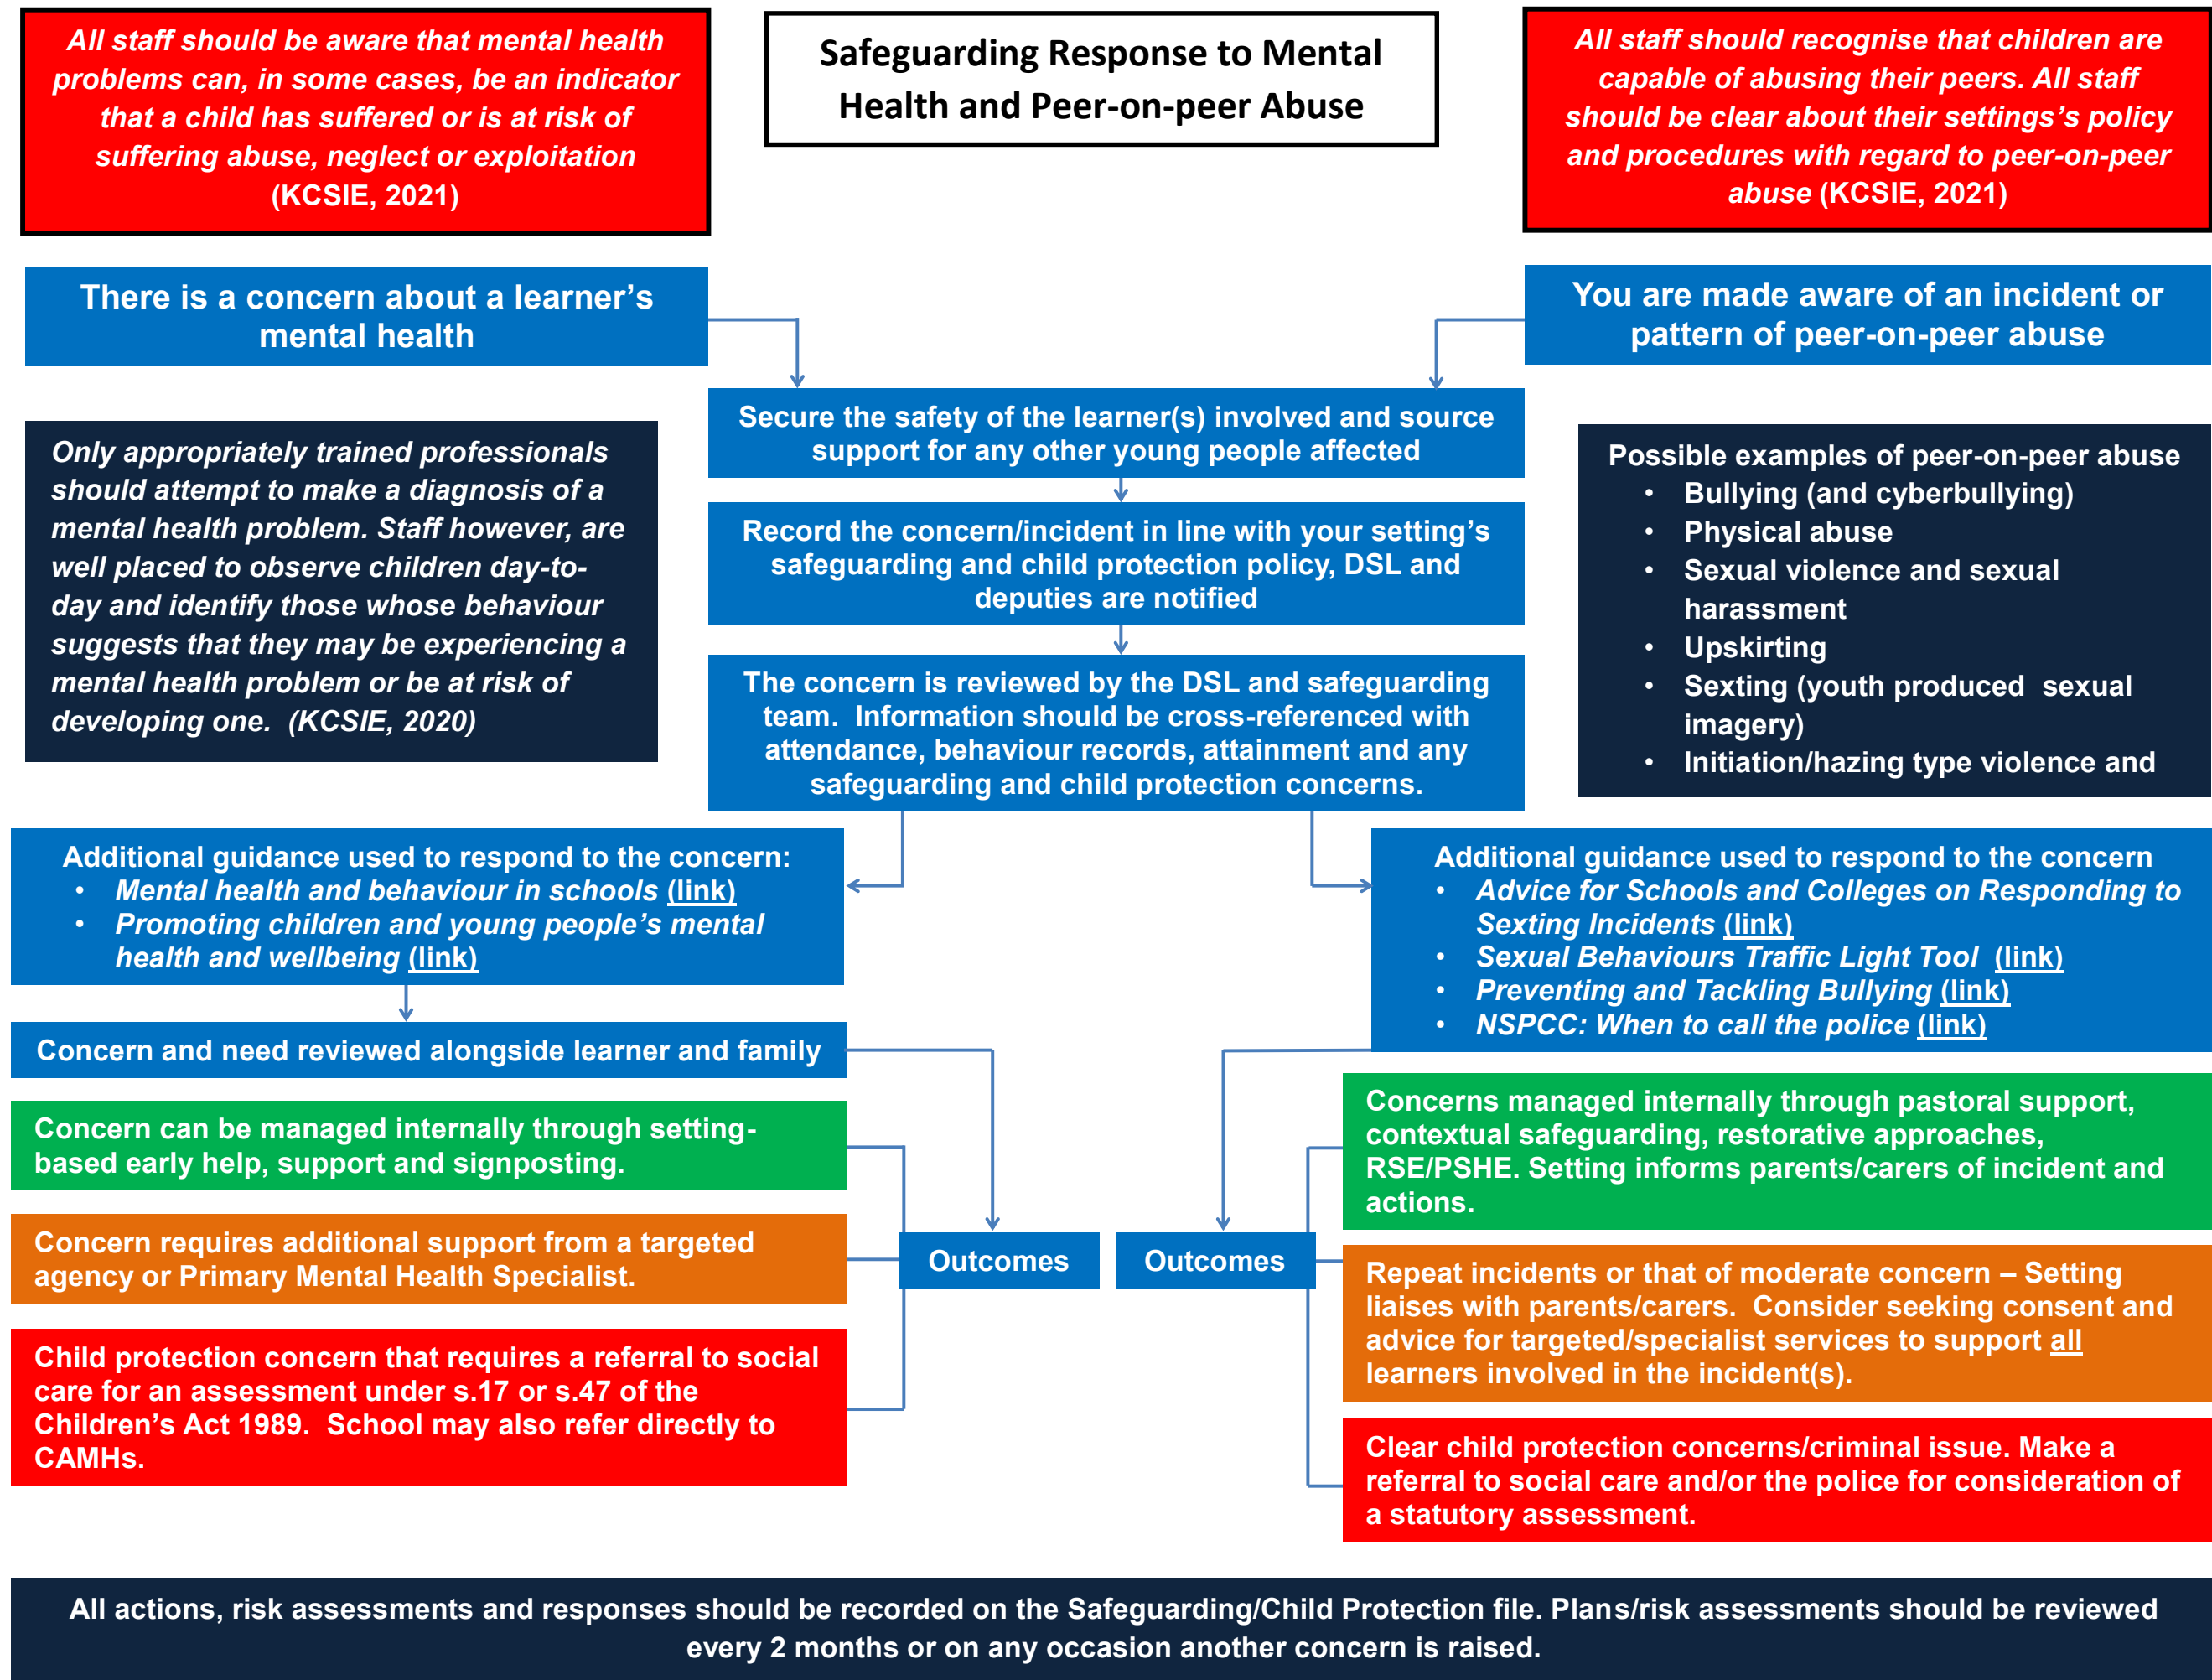 All staff should be aware that mental health
problems can, in some cases, be an indicator
that a child has suffered or is at risk of
suffering abuse, neglect or exploitation
(KCSIE, 2021)
Safeguarding Response to Mental
Health and Peer-on-peer Abuse
All staff should recognise that children are
capable of abusing their peers. All staff
should be clear about their settings's policy
and procedures with regard to peer-on-peer
abuse (KCSIE, 2021)
There is a concern about a learner's
mental health
You are made aware of an incident or
pattern of peer-on-peer abuse
Secure the safety of the learner(s) involved and source
support for any other young people affected
Only appropriately trained professionals
should attempt to make a diagnosis of a
mental health problem. Staff however, are
well placed to observe children day-to-
day and identify those whose behaviour
suggests that they may be experiencing a
mental health problem or be at risk of
developing one.  (KCSIE, 2020)
Record the concern/incident in line with your setting's
safeguarding and child protection policy, DSL and
deputies are notified
Possible examples of peer-on-peer abuse
• Bullying (and cyberbullying)
• Physical abuse
• Sexual violence and sexual
harassment
• Upskirting
• Sexting (youth produced  sexual
imagery)
• Initiation/hazing type violence and
The concern is reviewed by the DSL and safeguarding
team.  Information should be cross-referenced with
attendance, behaviour records, attainment and any
safeguarding and child protection concerns.
Additional guidance used to respond to the concern:
• Mental health and behaviour in schools (link)
• Promoting children and young people's mental
health and wellbeing (link)
Additional guidance used to respond to the concern
• Advice for Schools and Colleges on Responding to
Sexting Incidents (link)
• Sexual Behaviours Traffic Light Tool  (link)
• Preventing and Tackling Bullying (link)
• NSPCC: When to call the police (link)
Concern and need reviewed alongside learner and family
Concern can be managed internally through setting-
based early help, support and signposting.
Concern requires additional support from a targeted
agency or Primary Mental Health Specialist.
Child protection concern that requires a referral to social
care for an assessment under s.17 or s.47 of the
Children's Act 1989.  School may also refer directly to
CAMHs.
Outcomes
Outcomes
Concerns managed internally through pastoral support,
contextual safeguarding, restorative approaches,
RSE/PSHE. Setting informs parents/carers of incident and
actions.
Repeat incidents or that of moderate concern – Setting
liaises with parents/carers.  Consider seeking consent and
advice for targeted/specialist services to support all
learners involved in the incident(s).
Clear child protection concerns/criminal issue. Make a
referral to social care and/or the police for consideration of
a statutory assessment.
All actions, risk assessments and responses should be recorded on the Safeguarding/Child Protection file. Plans/risk assessments should be reviewed
every 2 months or on any occasion another concern is raised.